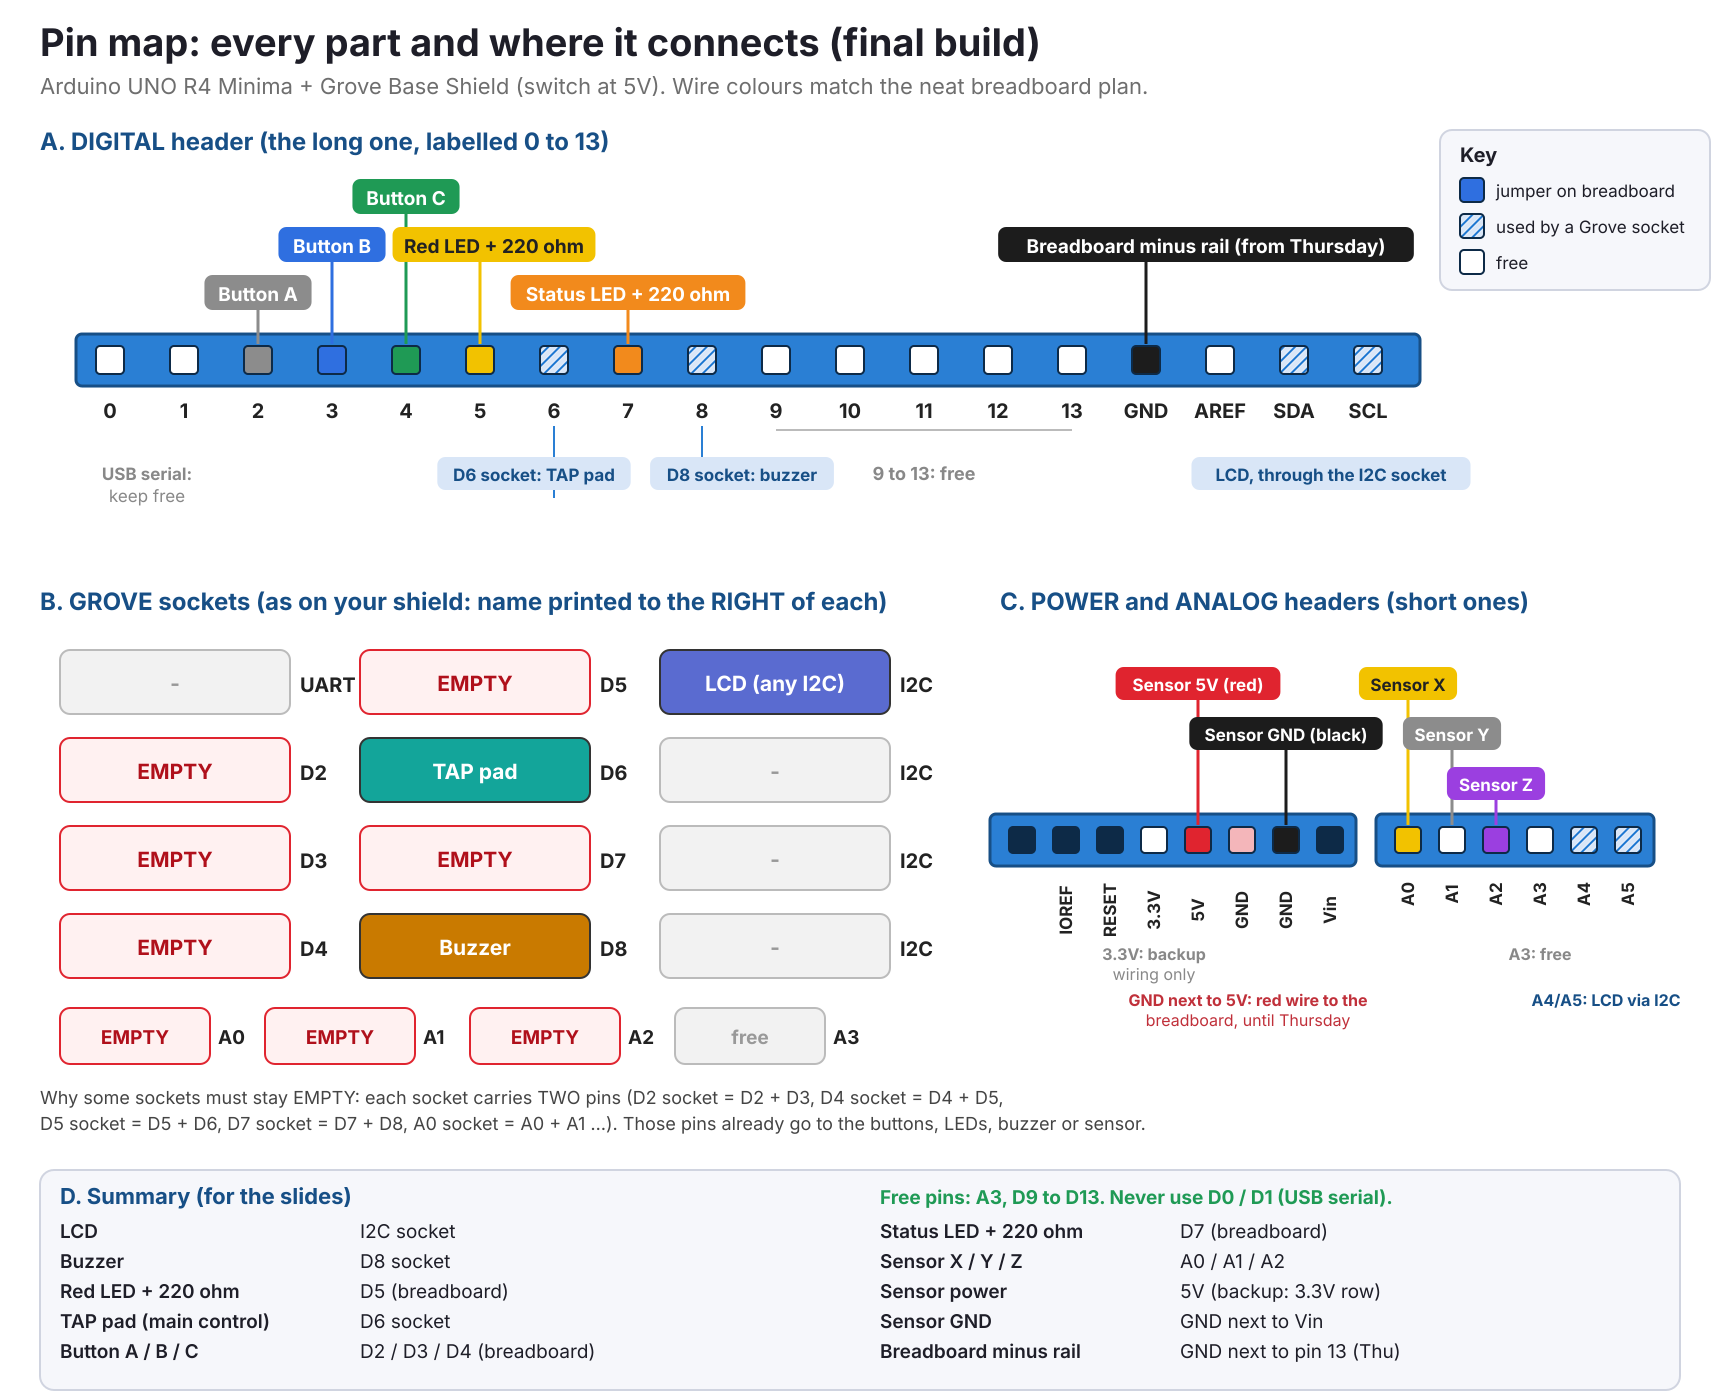 Pin map: every part and where it connects (final build)
Arduino UNO R4 Minima + Grove Base Shield (switch at 5V). Wire colours match the neat breadboard plan.
A. DIGITAL header (the long one, labelled 0 to 13)
Key
jumper on breadboard
used by a Grove socket
free
Button C
Button B
Red LED + 220 ohm
Breadboard minus rail (from Thursday)
Button A
Status LED + 220 ohm
0 1 2 3 4 5 6 7 8 9 10 11 12 13 GND AREF SDA SCL
USB serial:
keep free
D6 socket: TAP pad
D8 socket: buzzer
9 to 13: free
LCD, through the I2C socket
B. GROVE sockets (as on your shield: name printed to the RIGHT of each)
- UART EMPTY D5 LCD (any I2C) I2C
EMPTY D2 TAP pad D6 - I2C
EMPTY D3 EMPTY D7 - I2C
EMPTY D4 Buzzer D8 - I2C
EMPTY A0 EMPTY A1 EMPTY A2 free A3
C. POWER and ANALOG headers (short ones)
Sensor 5V (red)
Sensor X
Sensor GND (black)
Sensor Y
Sensor Z
IOREF RESET 3.3V 5V GND GND Vin A0 A1 A2 A3 A4 A5
3.3V: backup
wiring only
A3: free
GND next to 5V: red wire to the
breadboard, until Thursday
A4/A5: LCD via I2C
Why some sockets must stay EMPTY: each socket carries TWO pins (D2 socket = D2 + D3, D4 socket = D4 + D5,
D5 socket = D5 + D6, D7 socket = D7 + D8, A0 socket = A0 + A1 ...). Those pins already go to the buttons, LEDs, buzzer or sensor.
D. Summary (for the slides)
LCD I2C socket
Buzzer D8 socket
Red LED + 220 ohm D5 (breadboard)
TAP pad (main control) D6 socket
Button A / B / C D2 / D3 / D4 (breadboard)
Free pins: A3, D9 to D13. Never use D0 / D1 (USB serial).
Status LED + 220 ohm D7 (breadboard)
Sensor X / Y / Z A0 / A1 / A2
Sensor power 5V (backup: 3.3V row)
Sensor GND GND next to Vin
Breadboard minus rail GND next to pin 13 (Thu)